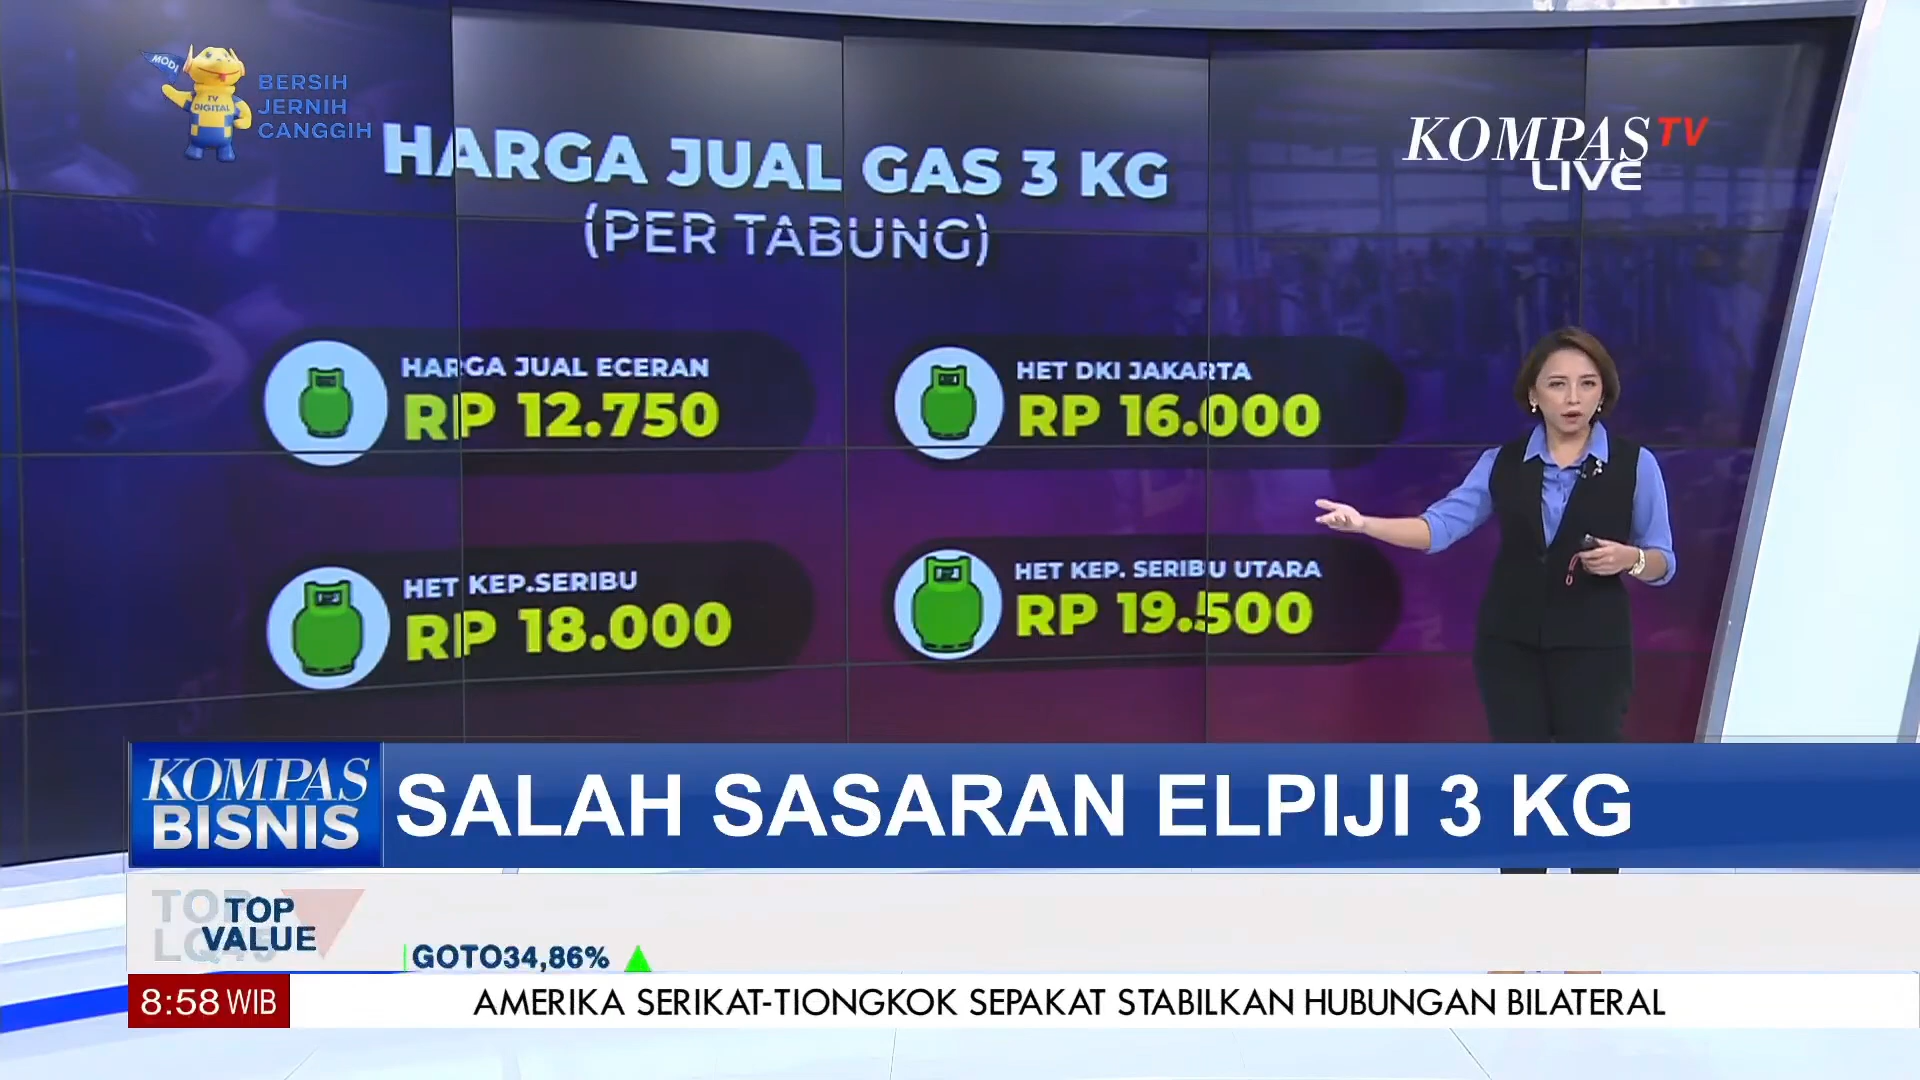 MODI
TV
DIGITAL
BERSIH
JERNIH
CANGGIH
KOMPAS TV
LIVE
HARGA JUAL GAS 3 KG
(PER TABUNG)
HARGA JUAL ECERAN
RP 12.750
HET DKI JAKARTA
RP 16.000
HET KEP.SERIBU
RP 18.000
HET KEP. SERIBU UTARA
RP 19.500
KOMPAS
BISNIS
SALAH SASARAN ELPIJI 3 KG
TOP
VALUE
TOP
LQ45
GOTO34,86%
8:58 WIB
AMERIKA SERIKAT-TIONGKOK SEPAKAT STABILKAN HUBUNGAN BILATERAL